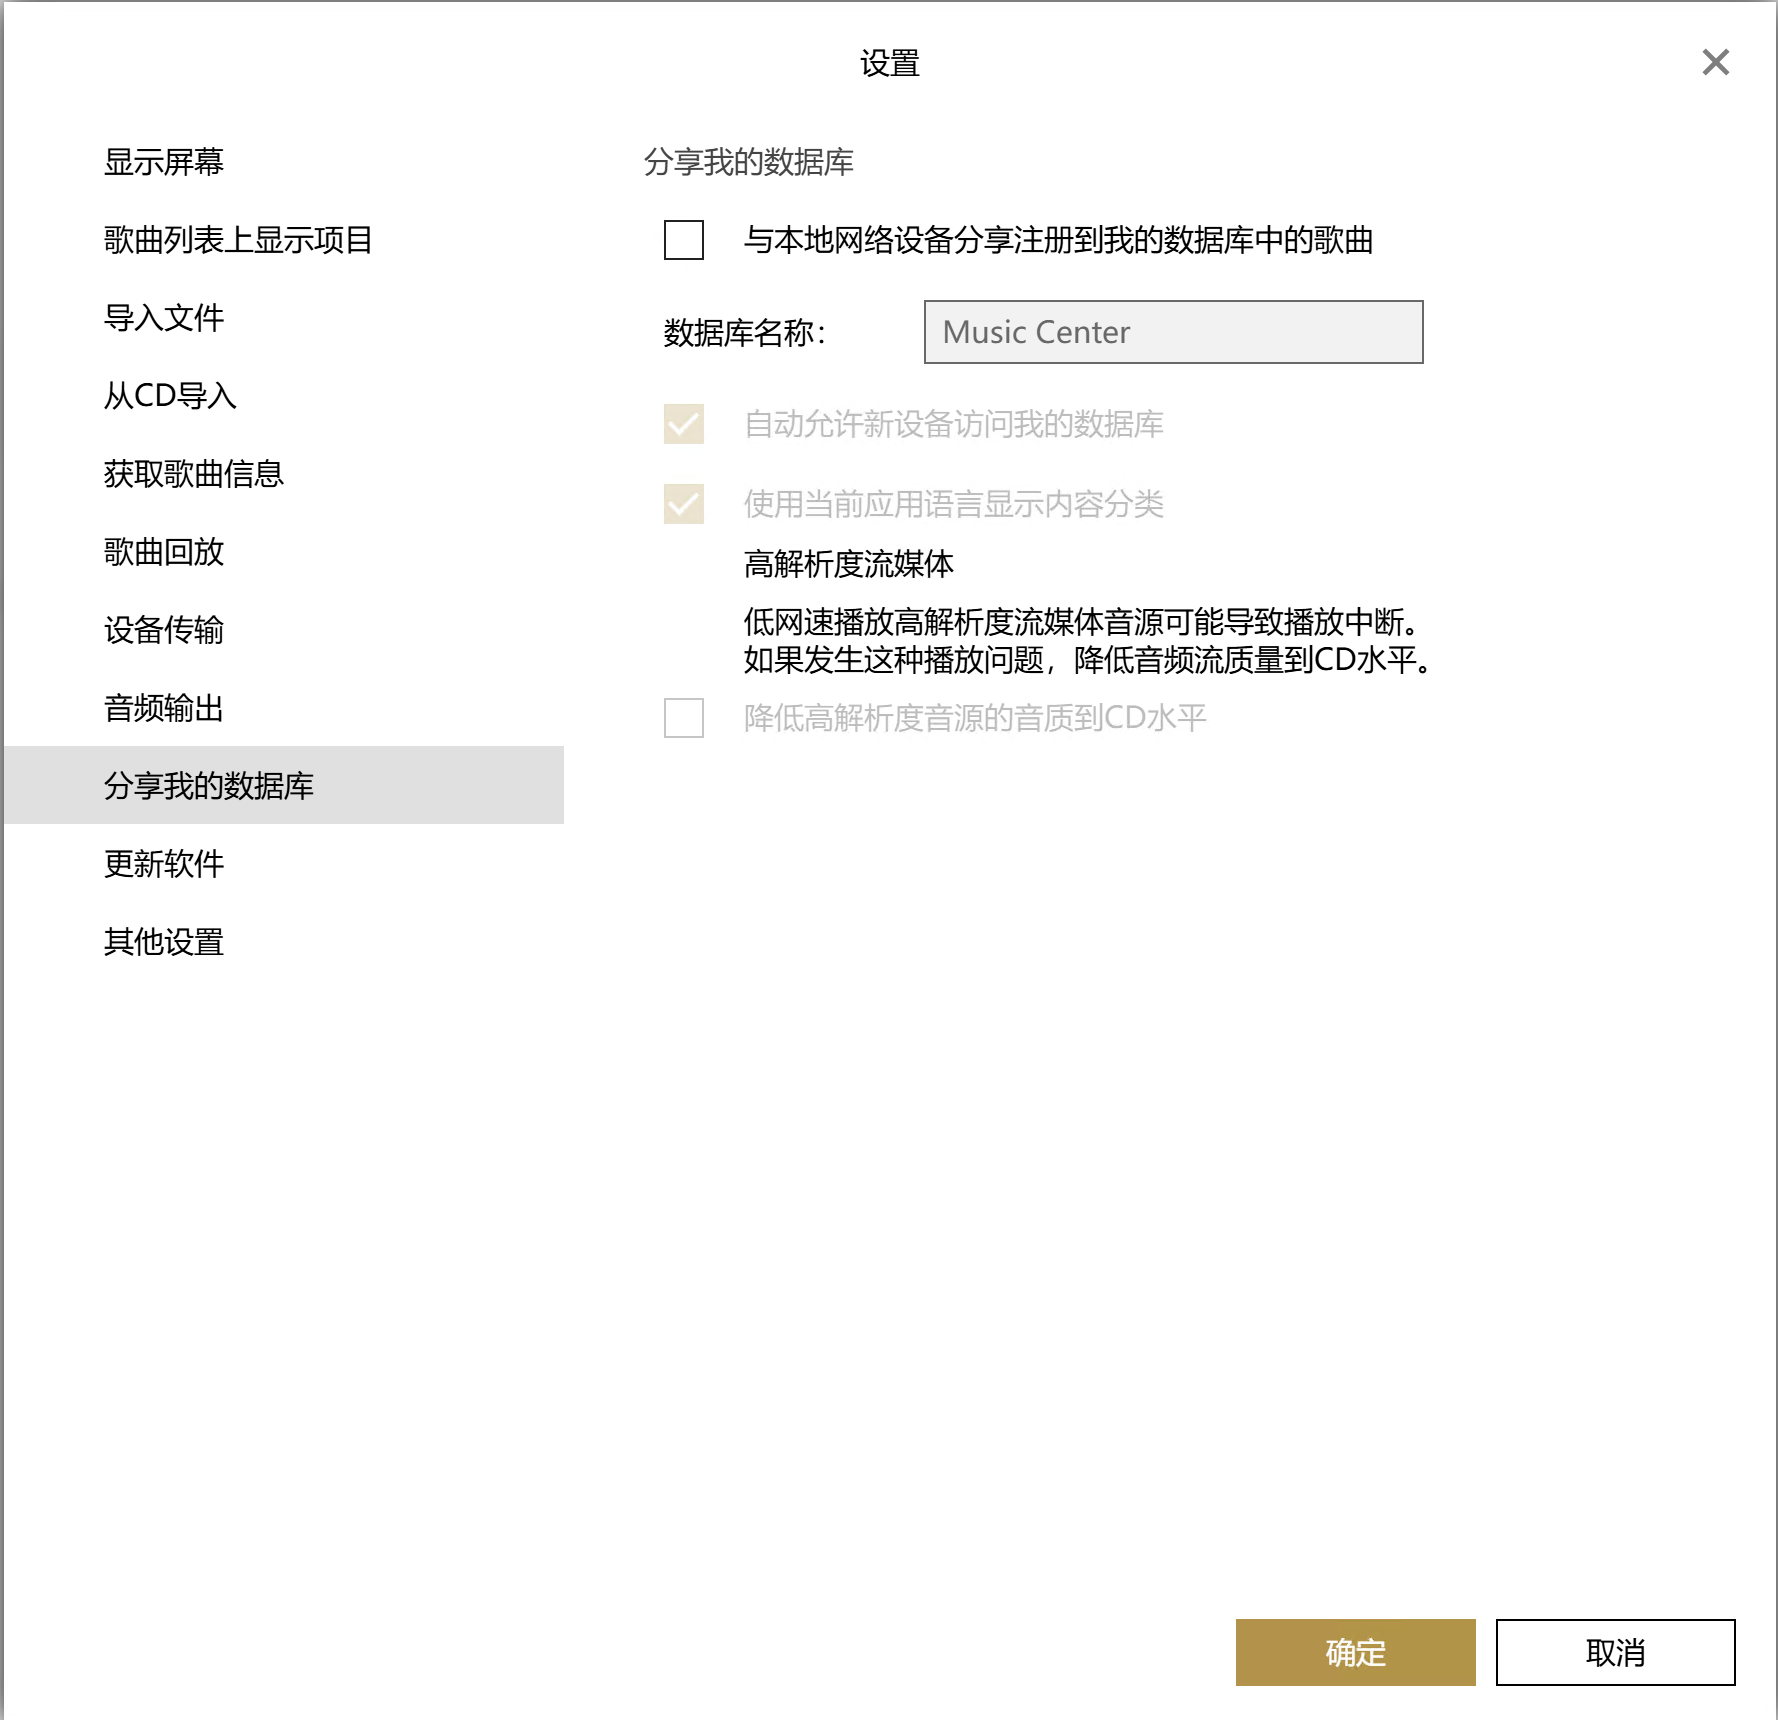 设置
显示屏幕
歌曲列表上显示项目
导入文件
从CD导入
获取歌曲信息
歌曲回放
设备传输
音频输出
分享我的数据库
更新软件
其他设置
分享我的数据库
与本地网络设备分享注册到我的数据库中的歌曲
数据库名称：
Music Center
自动允许新设备访问我的数据库
使用当前应用语言显示内容分类
高解析度流媒体
低网速播放高解析度流媒体音源可能导致播放中断。
如果发生这种播放问题，降低音频流质量到CD水平。
降低高解析度音源的音质到CD水平
确定
取消